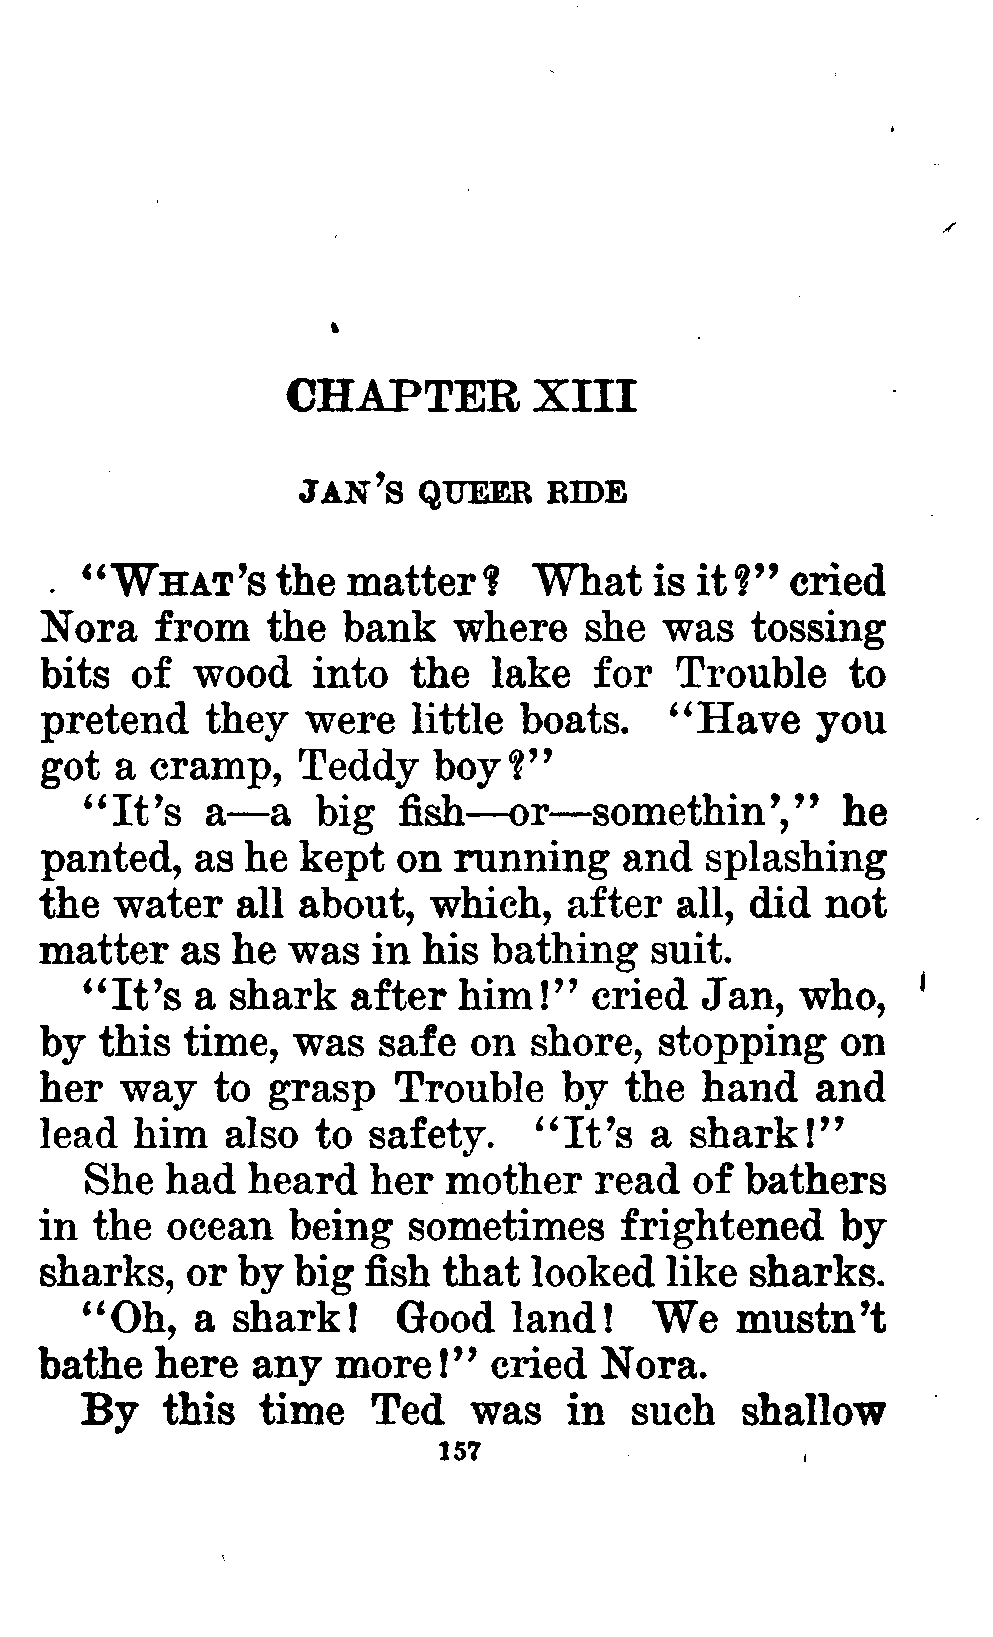 CHAPTER XIII
JAN'S QUEER RIDE
"WHAT'S the matter? What is it?" cried
Nora from the bank where she was tossing
bits of wood into the lake for Trouble to
pretend they were little boats. "Have you
got a cramp, Teddy boy?"
"It's a—a big fish—or—somethin'," he
panted, as he kept on running and splashing
the water all about, which, after all, did not
matter as he was in his bathing suit.
"It's a shark after him!" cried Jan, who,
by this time, was safe on shore, stopping on
her way to grasp Trouble by the hand and
lead him also to safety. "It's a shark!"
She had heard her mother read of bathers
in the ocean being sometimes frightened by
sharks, or by big fish that looked like sharks.
"Oh, a shark! Good land! We mustn't
bathe here any more!" cried Nora.
By this time Ted was in such shallow
157